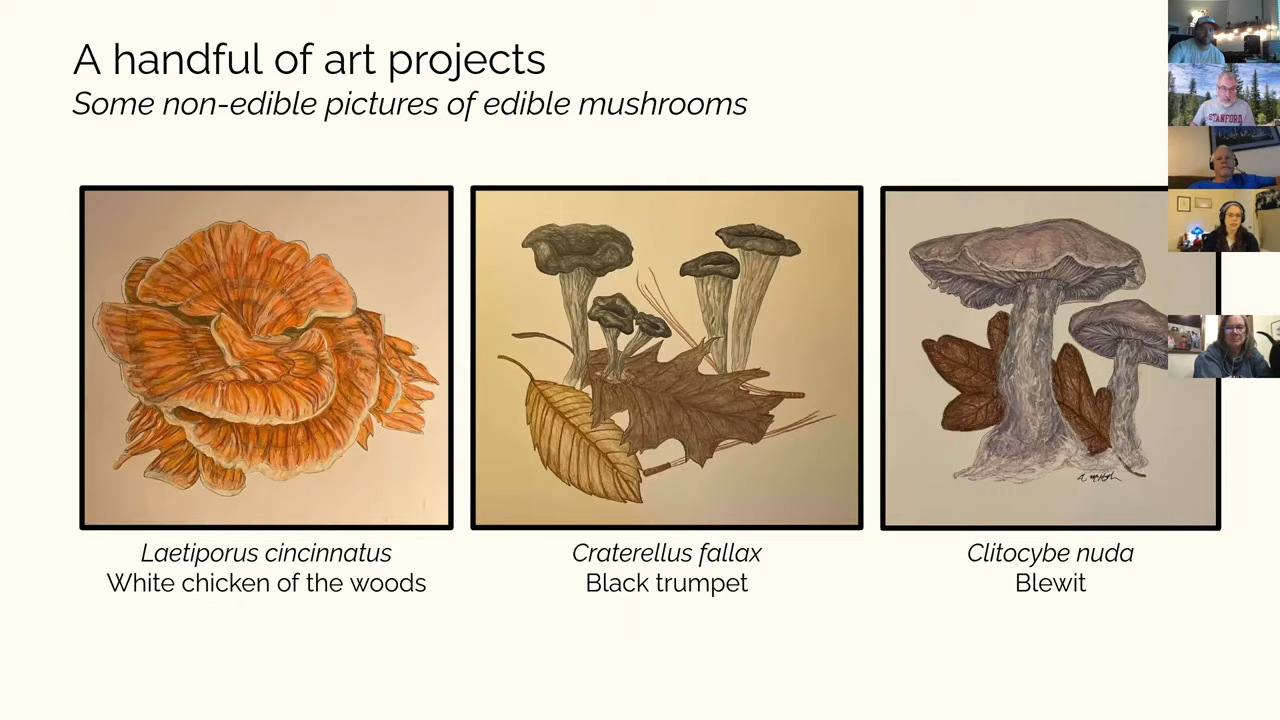 A handful of art projects
Some non-edible pictures of edible mushrooms
STANFORD
Laetiporus cincinnatus
White chicken of the woods
Craterellus fallax
Black trumpet
Clitocybe nuda
Blewit